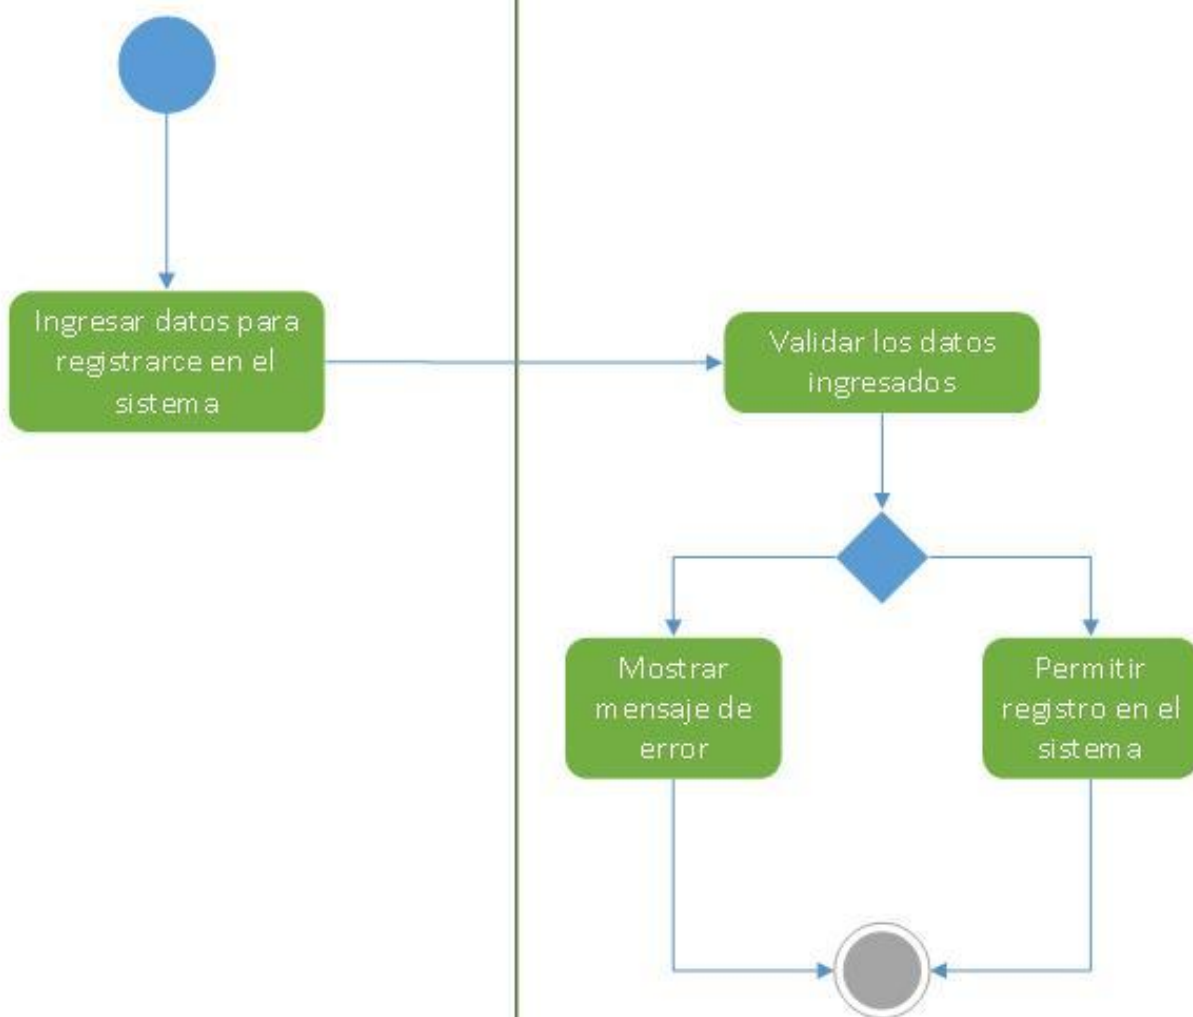 Ingresar datos para
registrarce en el
sistema
Validar los datos
ingresados
Mostrar
mensaje de
error
Permitir
registro en el
sistema